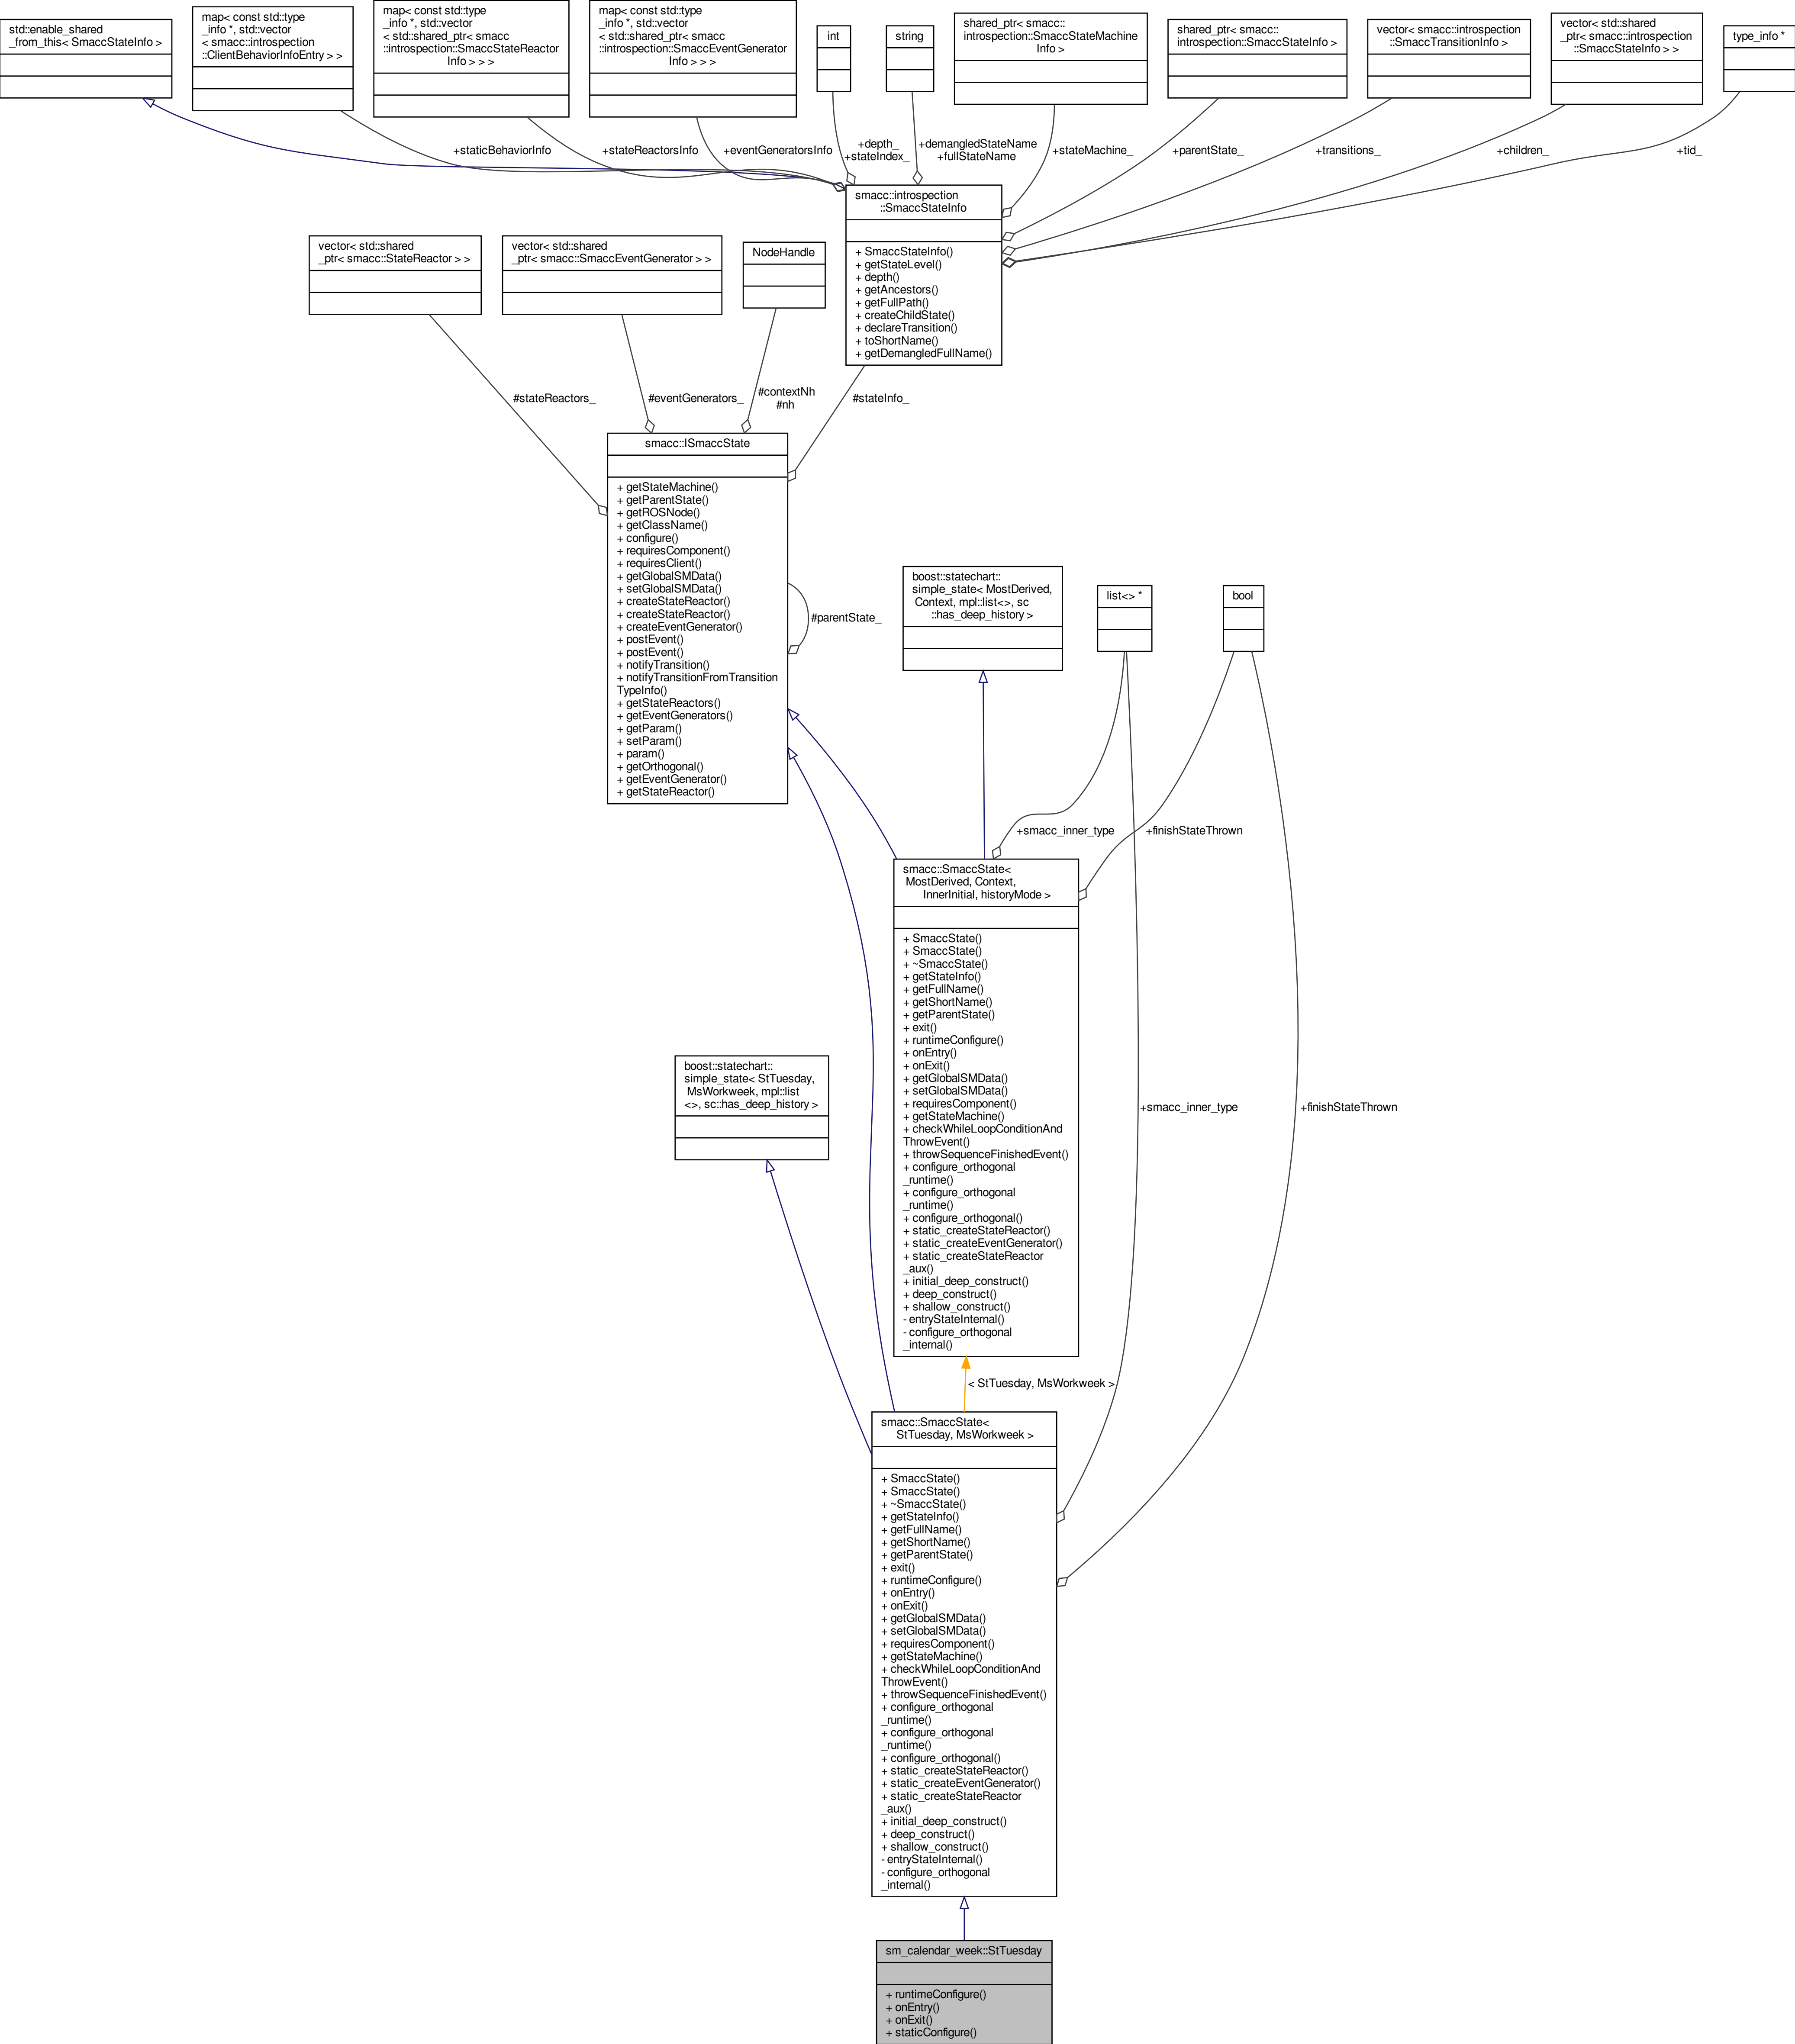 std::enable_shared
_from_this< SmaccStateInfo >
map< const std::type
_info *, std::vector
< smacc::introspection
::ClientBehaviorInfoEntry > >
map< const std::type
_info *, std::vector
< std::shared_ptr< smacc
::introspection::SmaccStateReactor
Info > > >
map< const std::type
_info *, std::vector
< std::shared_ptr< smacc
::introspection::SmaccEventGenerator
Info > > >
int
string
shared_ptr< smacc::
introspection::SmaccStateMachine
Info >
shared_ptr< smacc::
introspection::SmaccStateInfo >
vector< smacc::introspection
::SmaccTransitionInfo >
vector< std::shared
_ptr< smacc::introspection
::SmaccStateInfo > >
type_info *
+staticBehaviorInfo
+stateReactorsInfo
+eventGeneratorsInfo
+depth_
+stateIndex_
+demangledStateName
+fullStateName
+stateMachine_
+parentState_
+transitions_
+children_
+tid_
smacc::introspection
::SmaccStateInfo
+ SmaccStateInfo()
+ getStateLevel()
+ depth()
+ getAncestors()
+ getFullPath()
+ createChildState()
+ declareTransition()
+ toShortName()
+ getDemangledFullName()
vector< std::shared
_ptr< smacc::StateReactor > >
vector< std::shared
_ptr< smacc::SmaccEventGenerator > >
NodeHandle
#stateReactors_
#eventGenerators_
#contextNh
#nh
#stateInfo_
smacc::ISmaccState
+ getStateMachine()
+ getParentState()
+ getROSNode()
+ getClassName()
+ configure()
+ requiresComponent()
+ requiresClient()
+ getGlobalSMData()
+ setGlobalSMData()
+ createStateReactor()
+ createStateReactor()
+ createEventGenerator()
+ postEvent()
+ postEvent()
+ notifyTransition()
+ notifyTransitionFromTransition
TypeInfo()
+ getStateReactors()
+ getEventGenerators()
+ getParam()
+ setParam()
+ param()
+ getOrthogonal()
+ getEventGenerator()
+ getStateReactor()
#parentState_
boost::statechart::
simple_state< MostDerived,
Context, mpl::list<>, sc
::has_deep_history >
list<> *
bool
+smacc_inner_type
+finishStateThrown
smacc::SmaccState<
MostDerived, Context,
InnerInitial, historyMode >
+ SmaccState()
+ SmaccState()
+ ~SmaccState()
+ getStateInfo()
+ getFullName()
+ getShortName()
+ getParentState()
+ exit()
+ runtimeConfigure()
+ onEntry()
+ onExit()
+ getGlobalSMData()
+ setGlobalSMData()
+ requiresComponent()
+ getStateMachine()
+ checkWhileLoopConditionAnd
ThrowEvent()
+ throwSequenceFinishedEvent()
+ configure_orthogonal
_runtime()
+ configure_orthogonal
_runtime()
+ configure_orthogonal()
+ static_createStateReactor()
+ static_createEventGenerator()
+ static_createStateReactor
_aux()
+ initial_deep_construct()
+ deep_construct()
+ shallow_construct()
- entryStateInternal()
- configure_orthogonal
_internal()
boost::statechart::
simple_state< StTuesday,
MsWorkweek, mpl::list
<>, sc::has_deep_history >
+smacc_inner_type
+finishStateThrown
< StTuesday, MsWorkweek >
smacc::SmaccState<
StTuesday, MsWorkweek >
+ SmaccState()
+ SmaccState()
+ ~SmaccState()
+ getStateInfo()
+ getFullName()
+ getShortName()
+ getParentState()
+ exit()
+ runtimeConfigure()
+ onEntry()
+ onExit()
+ getGlobalSMData()
+ setGlobalSMData()
+ requiresComponent()
+ getStateMachine()
+ checkWhileLoopConditionAnd
ThrowEvent()
+ throwSequenceFinishedEvent()
+ configure_orthogonal
_runtime()
+ configure_orthogonal
_runtime()
+ configure_orthogonal()
+ static_createStateReactor()
+ static_createEventGenerator()
+ static_createStateReactor
_aux()
+ initial_deep_construct()
+ deep_construct()
+ shallow_construct()
- entryStateInternal()
- configure_orthogonal
_internal()
sm_calendar_week::StTuesday
+ runtimeConfigure()
+ onEntry()
+ onExit()
+ staticConfigure()